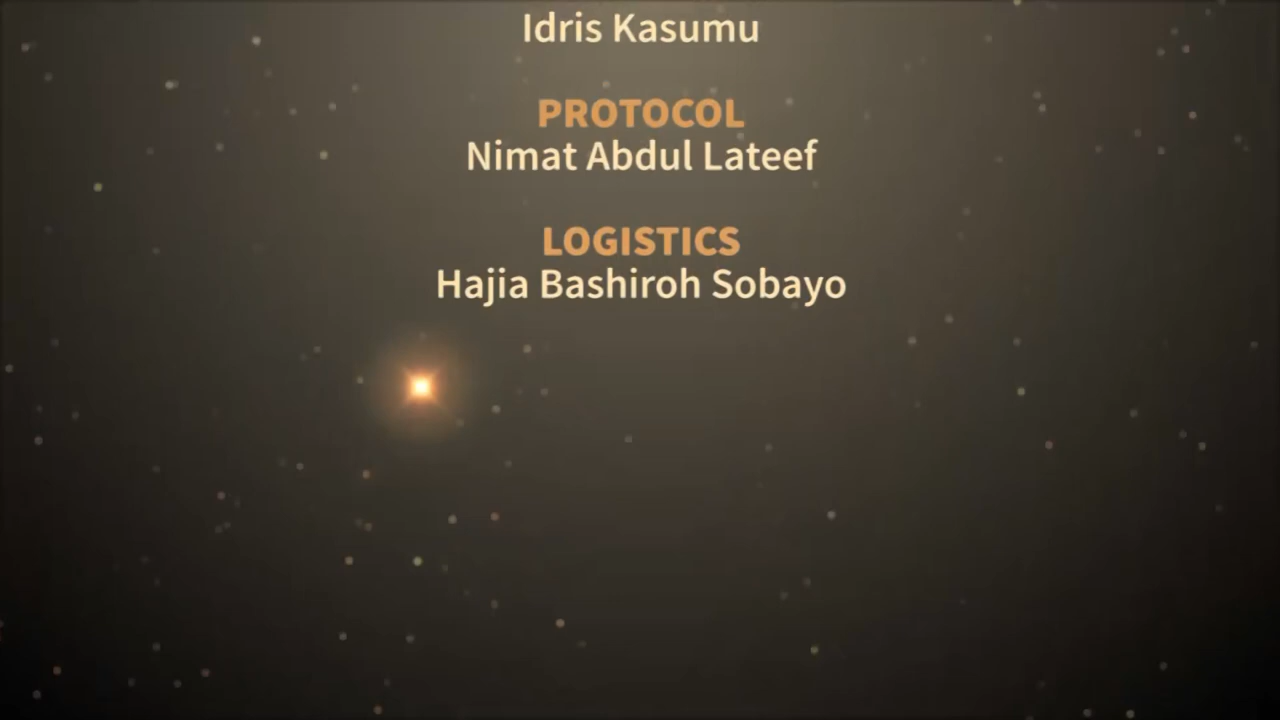 Idris Kasumu
PROTOCOL
Nimat Abdul Lateef
LOGISTICS
Hajia Bashiroh Sobayo